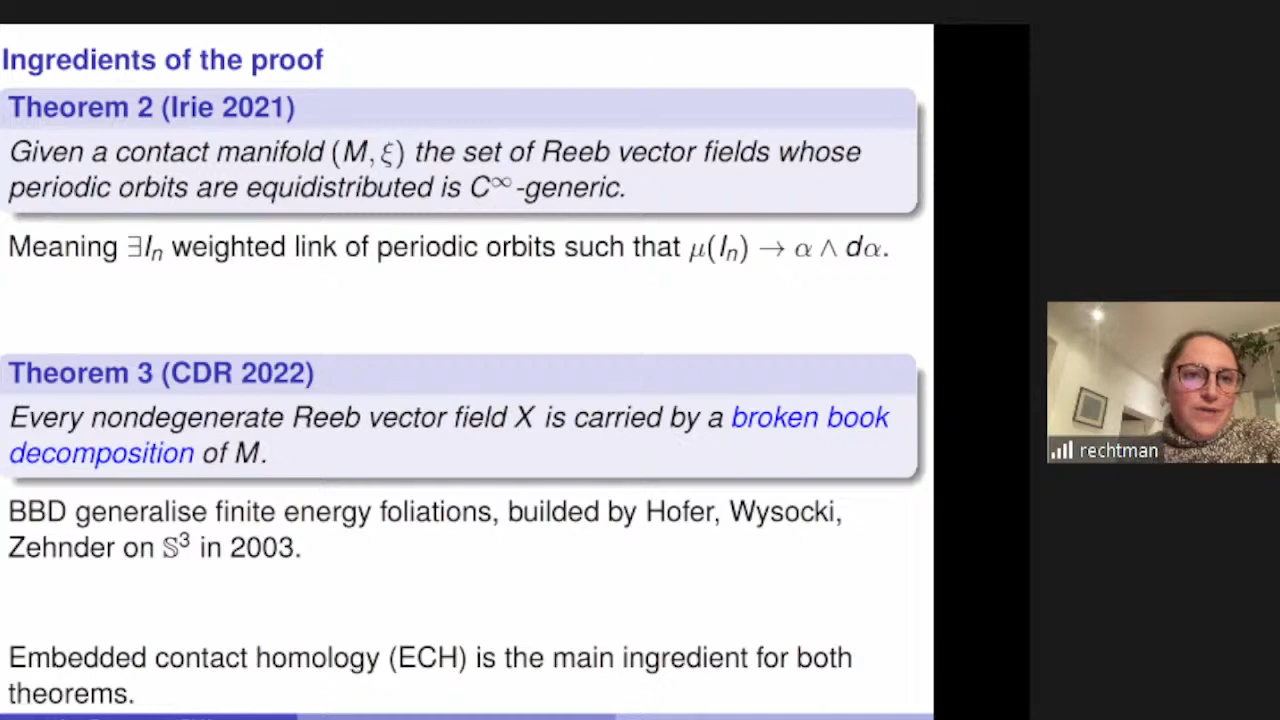 Ingredients of the proof
Theorem 2 (Irie 2021)
Given a contact manifold (M, ξ) the set of Reeb vector fields whose
periodic orbits are equidistributed is C∞-generic.
Meaning ∃lₙ weighted link of periodic orbits such that μ(lₙ) → α ∧ dα.
Theorem 3 (CDR 2022)
Every nondegenerate Reeb vector field X is carried by a broken book
decomposition of M.
BBD generalise finite energy foliations, builded by Hofer, Wysocki,
Zehnder on 𝕊³ in 2003.
Embedded contact homology (ECH) is the main ingredient for both
theorems.
rechtman